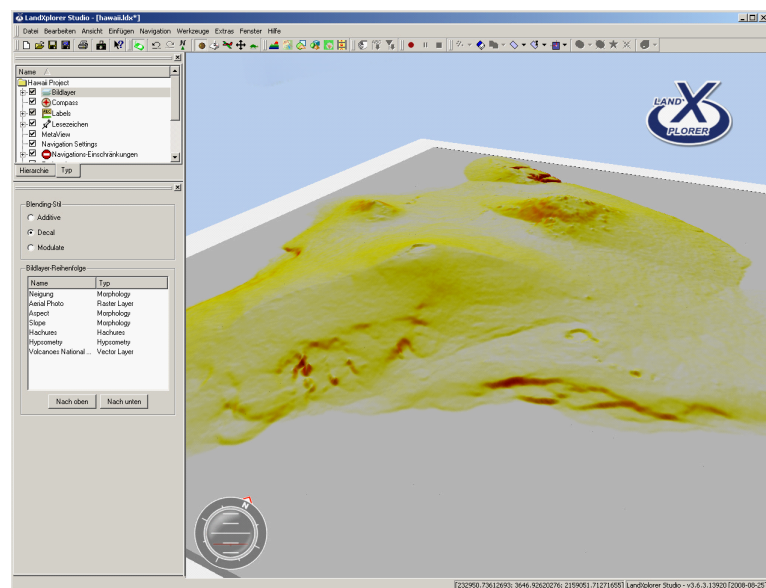 LandXplorer Studio - [hawaii.ldx*]
Datei Bearbeiten Ansicht Einfügen Navigation Werkzeuge Extras Fenster Hilfe
Name
Hawaii Project
Bildlayer
Compass
Labels
Lesezeichen
MetaView
Navigation Settings
Navigations-Einschränkungen
Hierarchie Typ
Blending-Stil
Additive
Decal
Modulate
Bildlayer-Reihenfolge
Name Typ
Neigung Morphology
Aerial Photo Raster Layer
Aspect Morphology
Slope Morphology
Hachures Hachures
Hypsometry Hypsometry
Volcanoes National ... Vector Layer
Nach oben Nach unten
LAND
X
PLORER
N
[232950.73612693; 3646.92620276; 2159051.71271655] LandXplorer Studio - v3.6.3.13920 [2008-08-25]